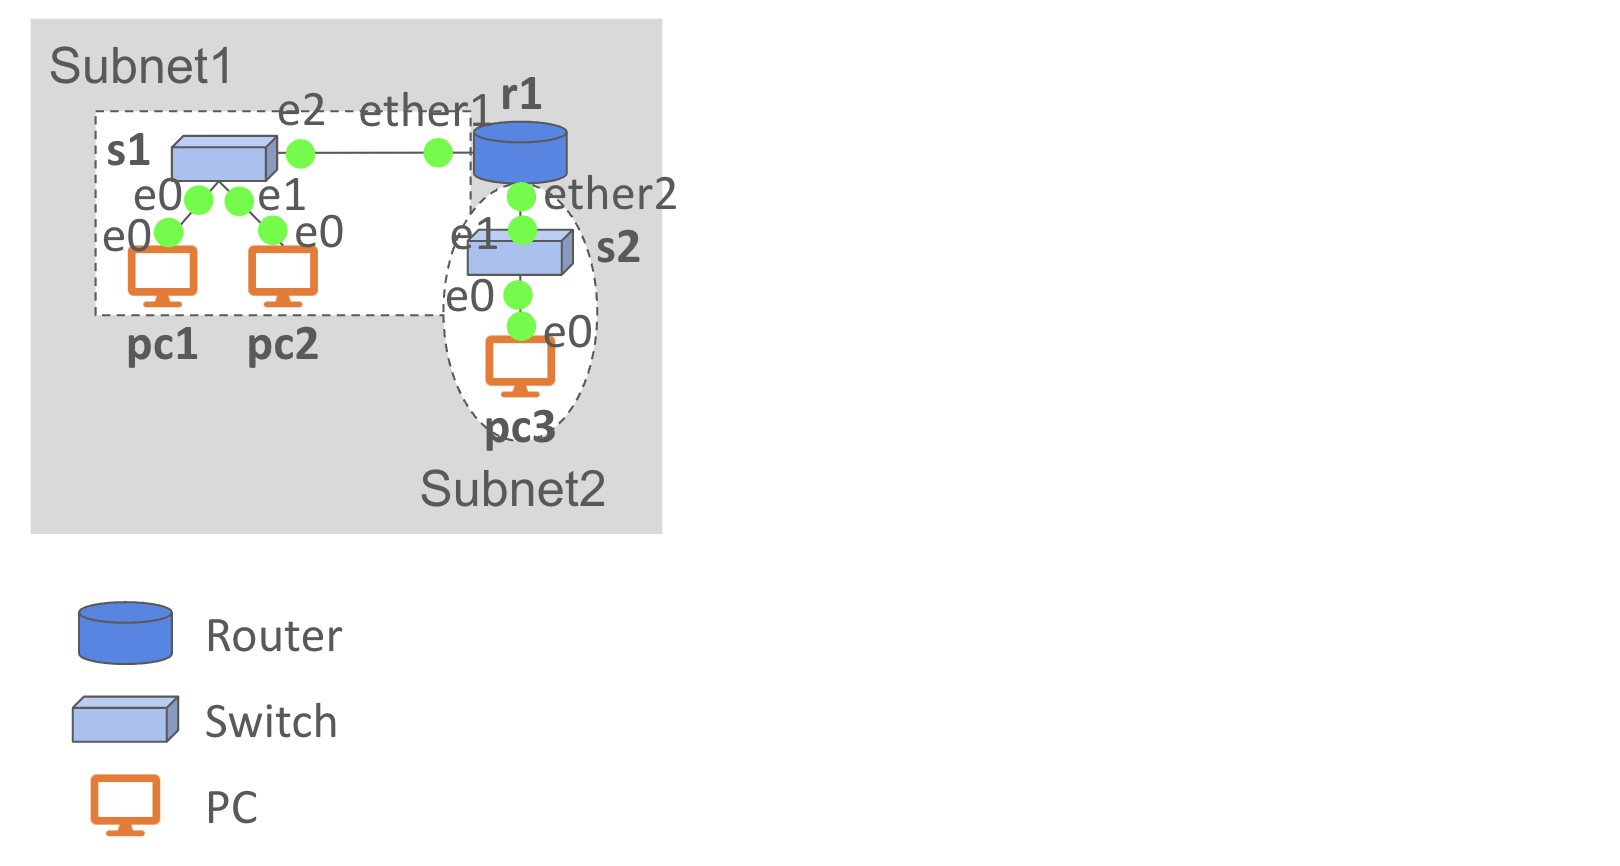 Subnet1
e2
ether1
r1
s1
e0
e1
ether2
e0
e0
e1
s2
e0
e0
pc1
pc2
pc3
Subnet2
Router
Switch
PC